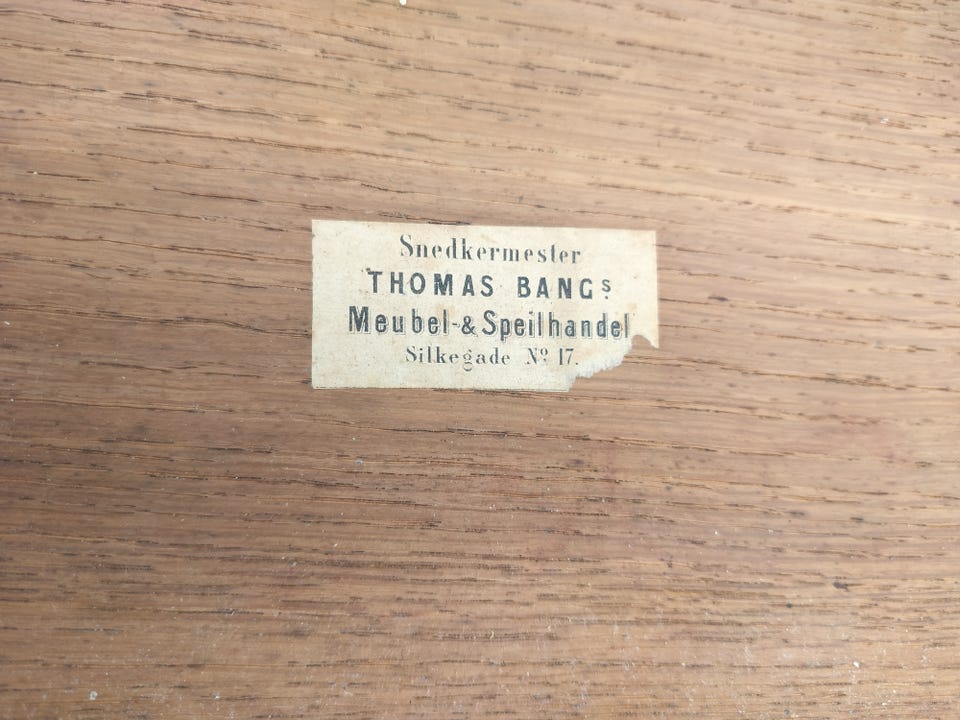 Snedkermester
THOMAS BANGs
Meubel-& Speilhandel
Silkegade No 17.